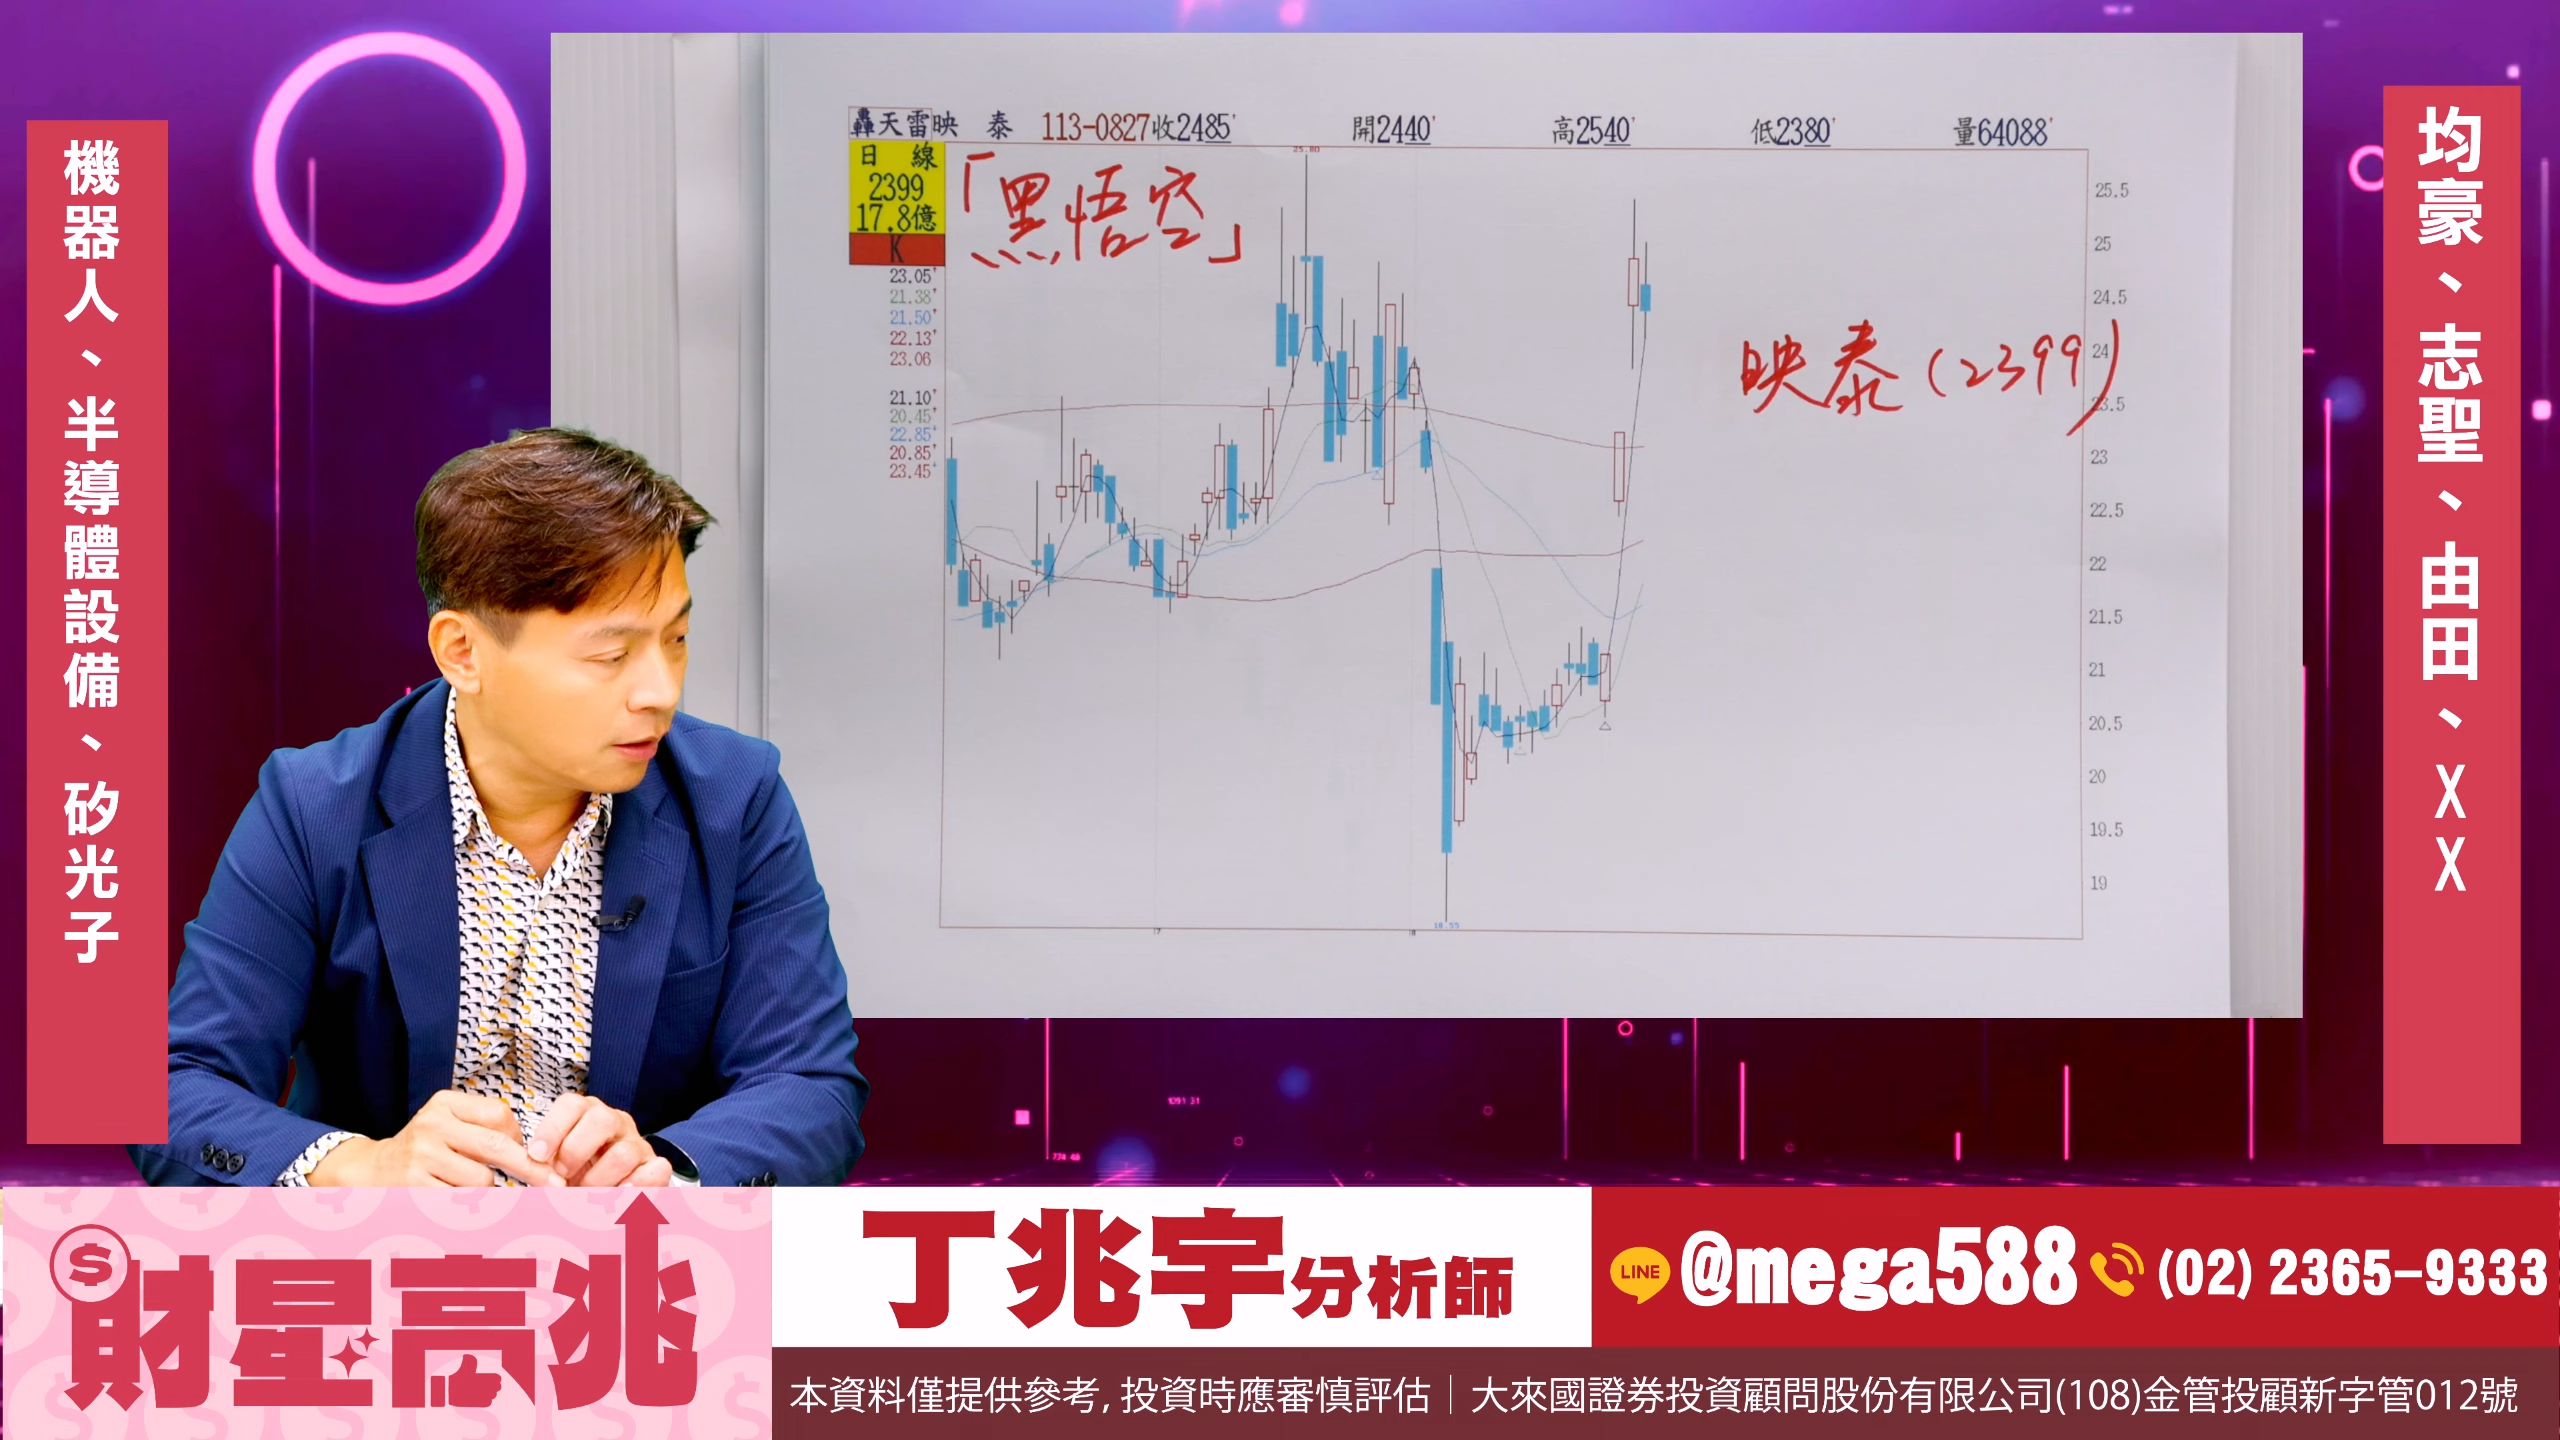 機器人、半導體設備、矽光子
轟天雷映 泰 113-0827收2485' 開2440' 高2540' 低2380' 量64088'
日 線
2399
17.8億
K
23.05'
21.38'
21.50'
22.13'
23.06
21.10'
20.45'
22.85'
20.85'
23.45'
「黑悟空」
25.80
映泰(2399)
25.5
25
24.5
24
23.5
23
22.5
22
21.5
21
20.5
20
19.5
19
18.55
7
8
均豪、志聖、由田、XX
$財星高兆
丁兆宇分析師
LINE @mega588 (02) 2365-9333
本資料僅提供參考,投資時應審慎評估｜大來國證券投資顧問股份有限公司(108)金管投顧新字管012號